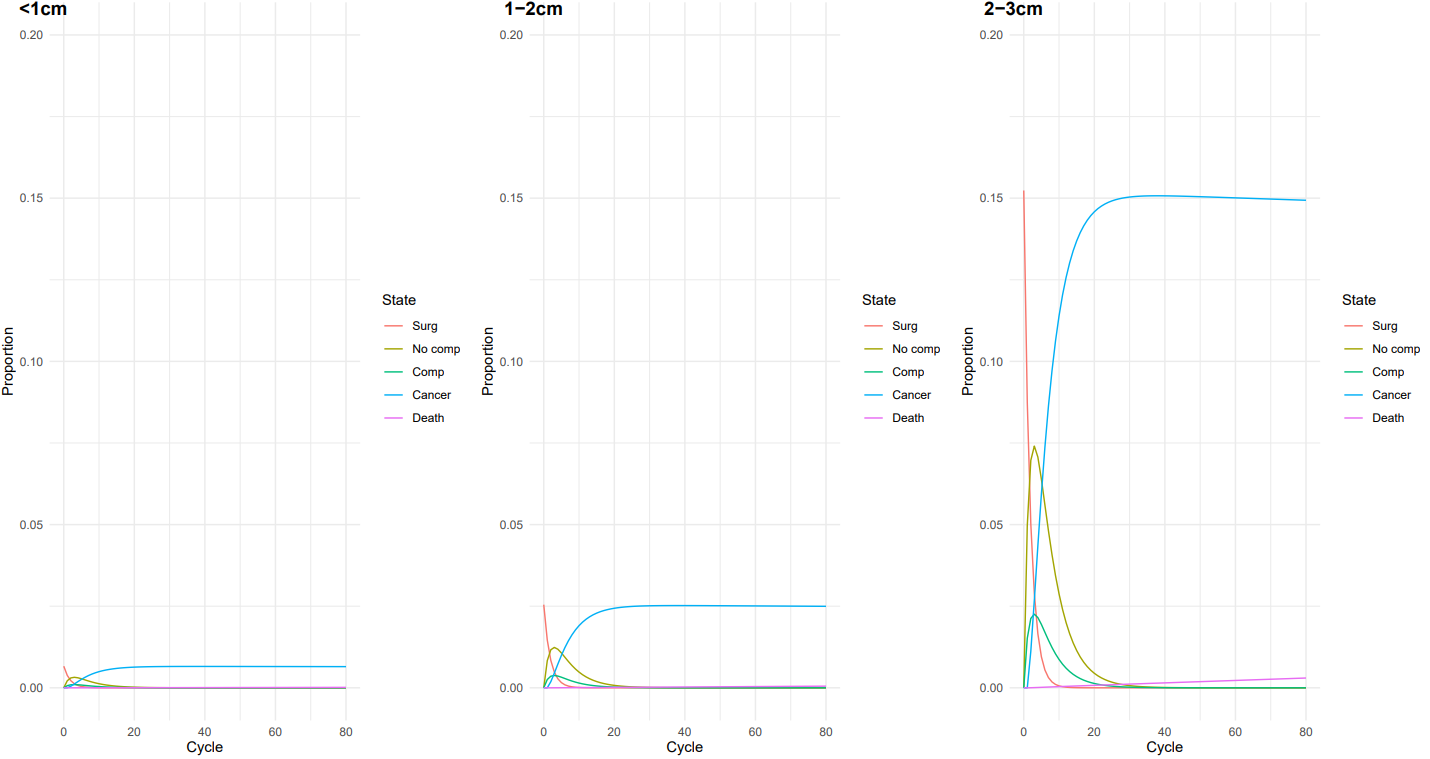 <1cm
0.20
0.15
0.10
0.05
0.00
Proportion
0 20 40 60 80
Cycle
State
Surg
No comp
Comp
Cancer
Death
1−2cm
0.20
0.15
0.10
0.05
0.00
Proportion
0 20 40 60 80
Cycle
State
Surg
No comp
Comp
Cancer
Death
2−3cm
0.20
0.15
0.10
0.05
0.00
Proportion
0 20 40 60 80
Cycle
State
Surg
No comp
Comp
Cancer
Death